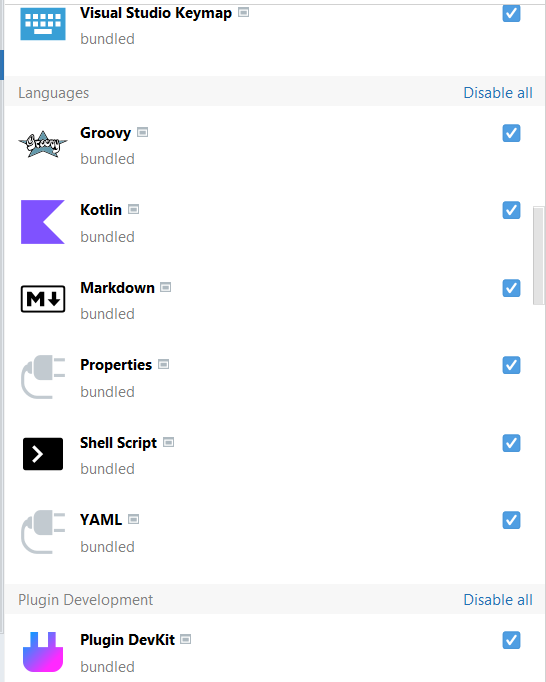 Visual Studio Keymap
bundled
Languages Disable all
Groovy
Groovy
bundled
Kotlin
bundled
M
Markdown
bundled
Properties
bundled
Shell Script
bundled
YAML
bundled
Plugin Development Disable all
Plugin DevKit
bundled